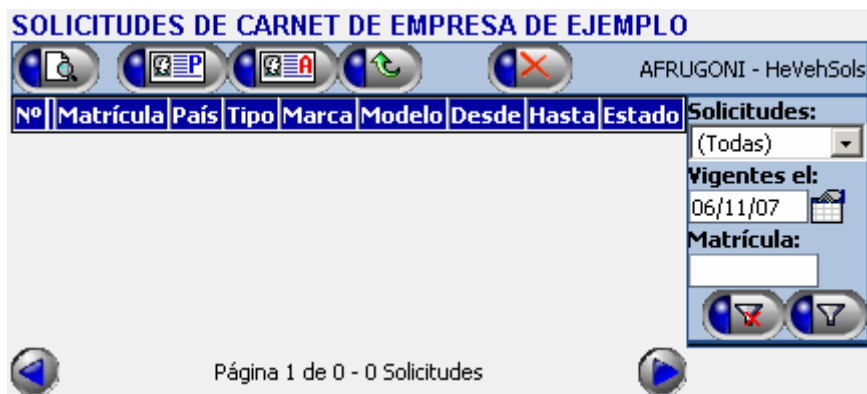 SOLICITUDES DE CARNET DE EMPRESA DE EJEMPLO
P A AFRUGONI - HeVehSols
Nº Matrícula País Tipo Marca Modelo Desde Hasta Estado
Solicitudes:
(Todas)
Vigentes el:
06/11/07
Matrícula:
Página 1 de 0 - 0 Solicitudes